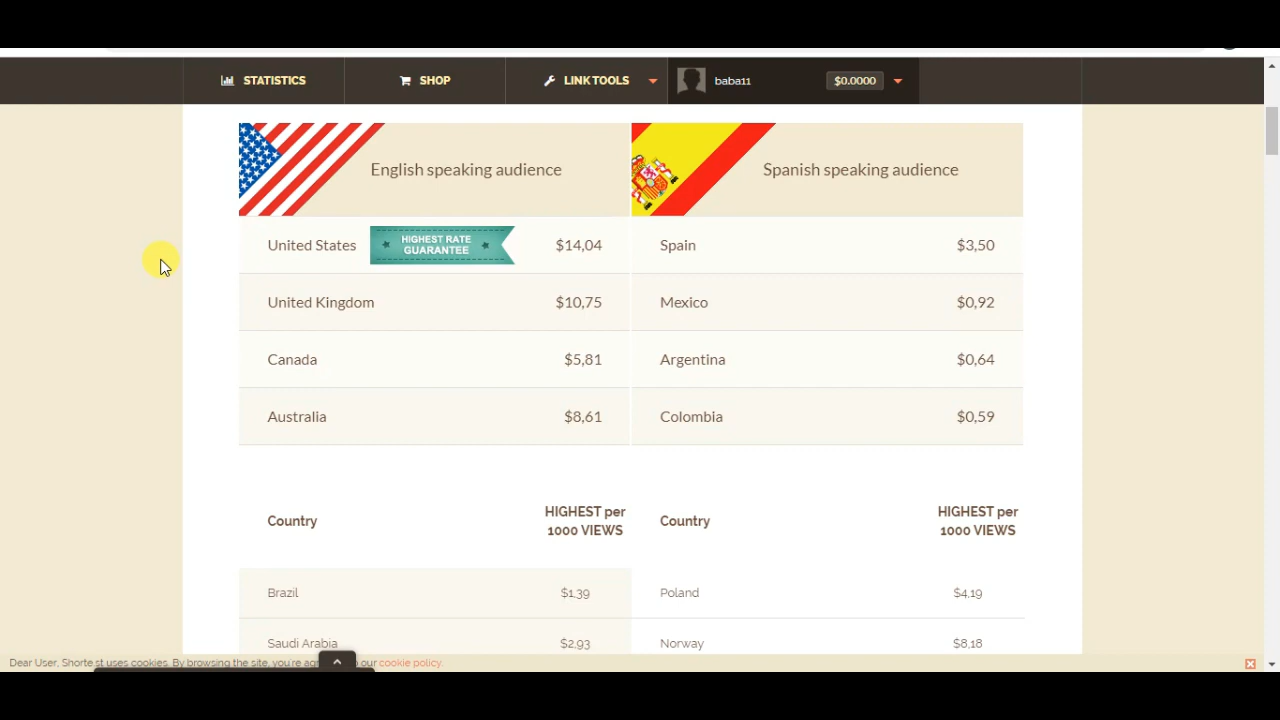 STATISTICS
SHOP
LINK TOOLS
baba11
$0.0000
English speaking audience
Spanish speaking audience
United States
HIGHEST RATE
GUARANTEE
$14,04
Spain
$3,50
United Kingdom
$10,75
Mexico
$0,92
Canada
$5,81
Argentina
$0,64
Australia
$8,61
Colombia
$0,59
Country
HIGHEST per
1000 VIEWS
Country
HIGHEST per
1000 VIEWS
Brazil
$1,39
Poland
$4,19
Saudi Arabia
$2,93
Norway
$8,18
Dear User, Shorte.st uses cookies. By browsing the site, you're our cookie policy.